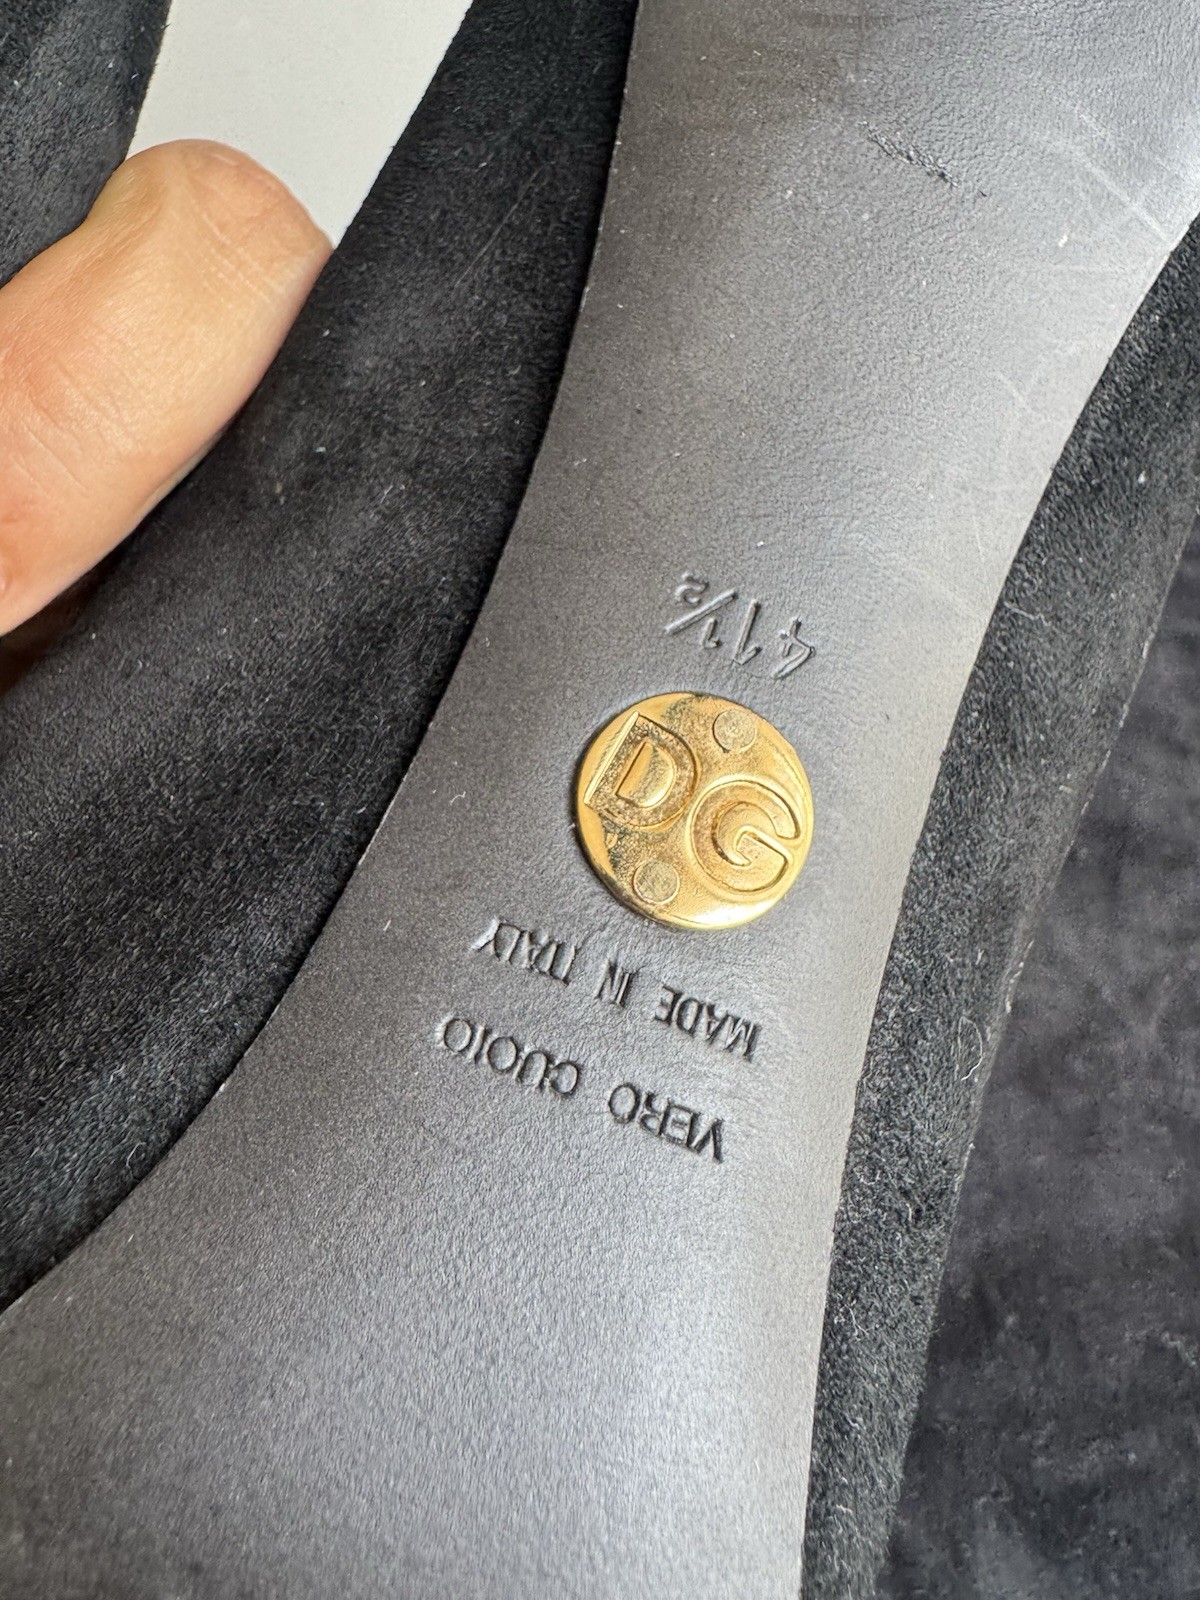 41½
DG
MADE IN ITALY
VERO CUOIO